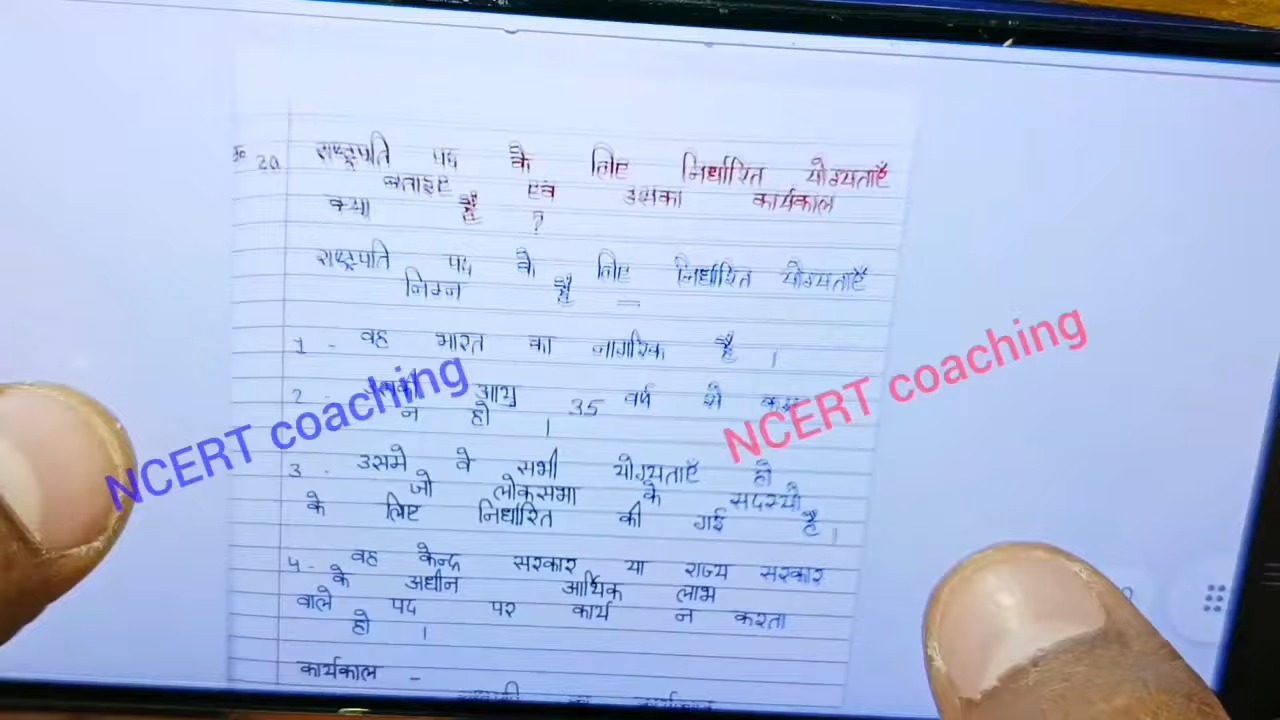 20 राष्ट्रपति पद के लिए निर्धारित योग्यताएँ
बताइए एवं उसका कार्यकाल
क्या है ?
राष्ट्रपति पद के लिए निर्धारित योग्यताएँ
निम्न है =
1 - वह भारत का नागरिक है ।
2 - आयु 35 वर्ष से कम
न हो ।
3 - उसमे वे सभी योग्यताएँ हो
जो लोकसभा के सदस्यो
के लिए निर्धारित की गई है ।
4 - वह केन्द्र सरकार या राज्य सरकार
के अधीन आर्थिक लाभ
वाले पद पर कार्य न करता
हो ।
कार्यकाल -
NCERT coaching
NCERT coaching